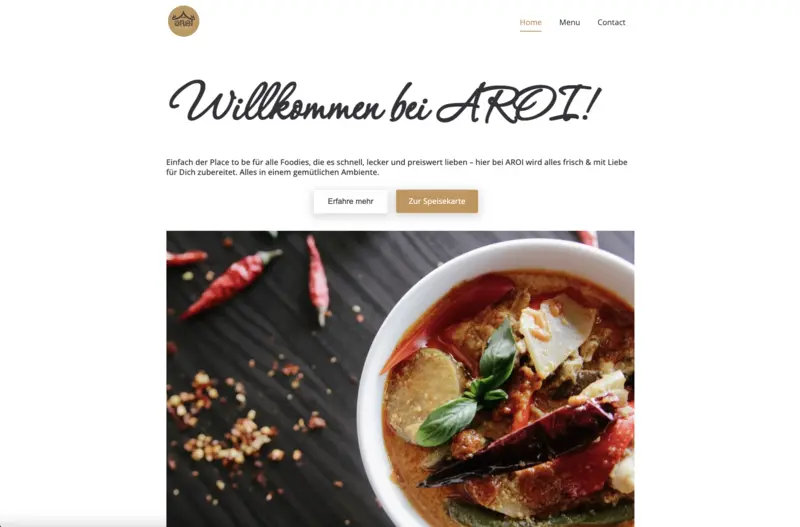 AROI
Home Menu Contact
Willkommen bei AROI!
Einfach der Place to be für alle Foodies, die es schnell, lecker und preiswert lieben – hier bei AROI wird alles frisch & mit Liebe
für Dich zubereitet. Alles in einem gemütlichen Ambiente.
Erfahre mehr Zur Speisekarte